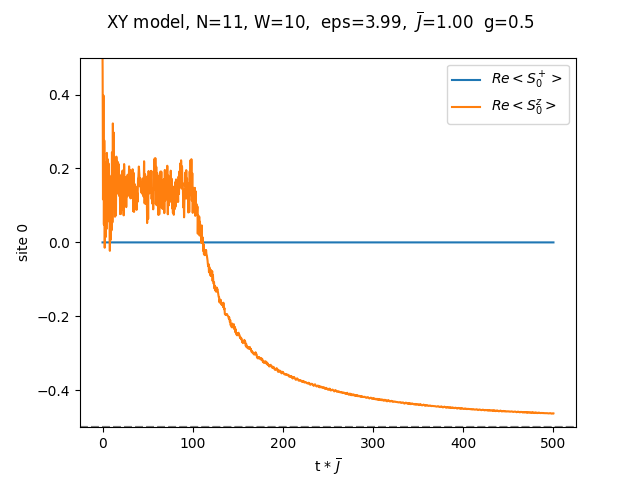 XY model, N=11, W=10, eps=3.99, J̄=1.00 g=0.5
Re < S₀⁺ >
Re < S₀ᶻ >
0.4
0.2
0.0
−0.2
−0.4
site 0
0
100
200
300
400
500
t * J̄